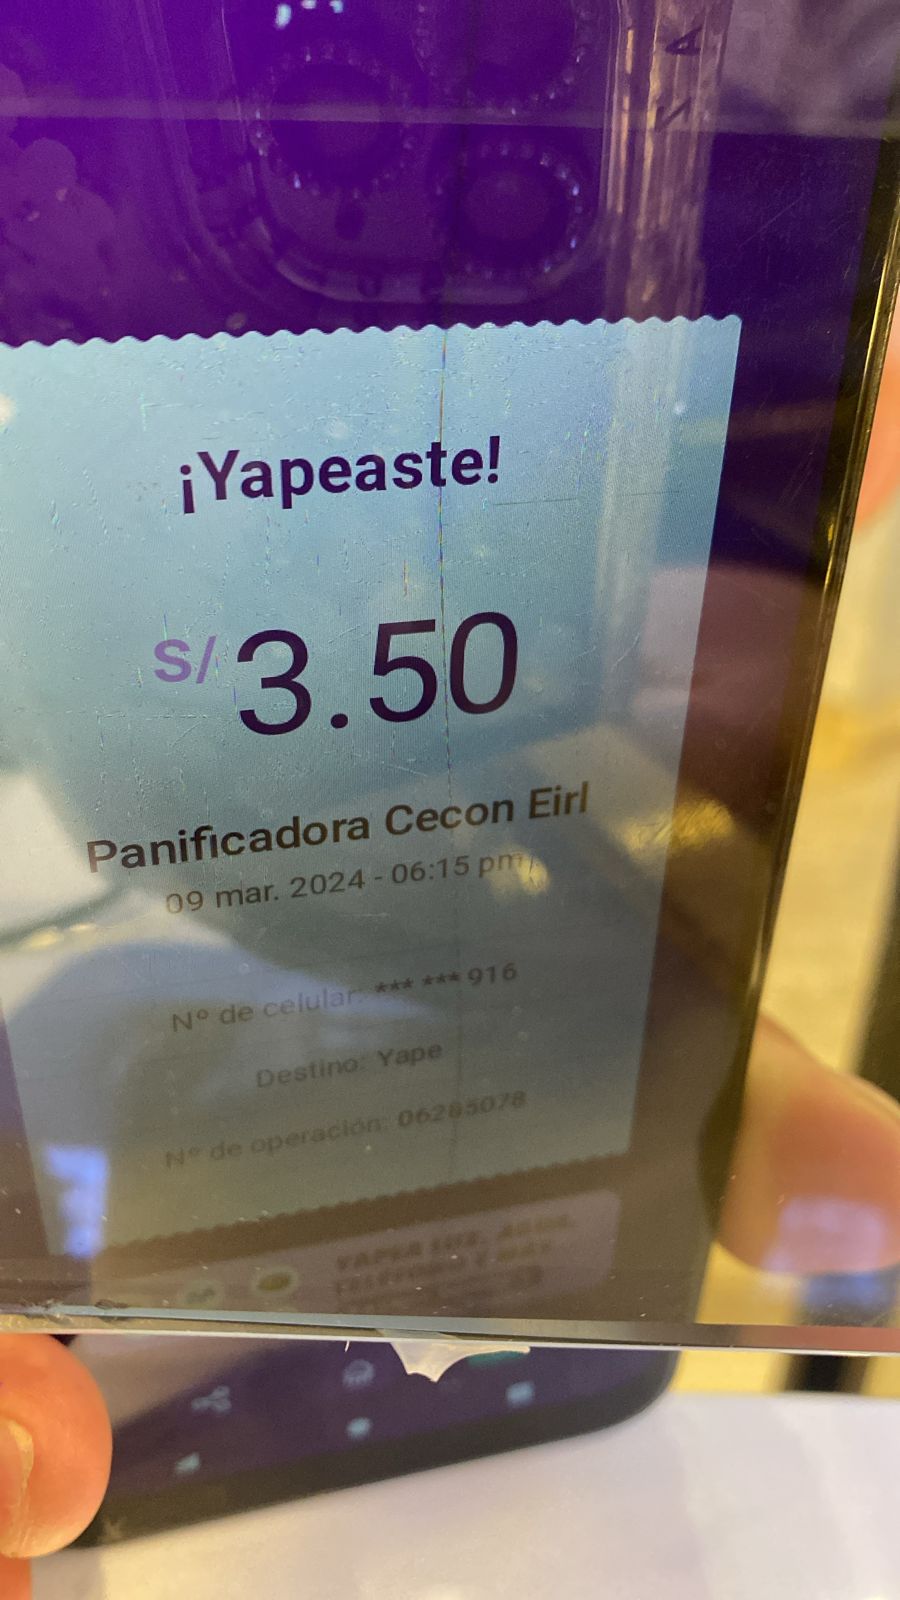 ¡Yapeaste!
S/ 3.50
Panificadora Cecon Eirl
09 mar. 2024 - 06:15 pm
Nº de celular: *** *** 916
Destino: Yape
Nº de operación: 06285078